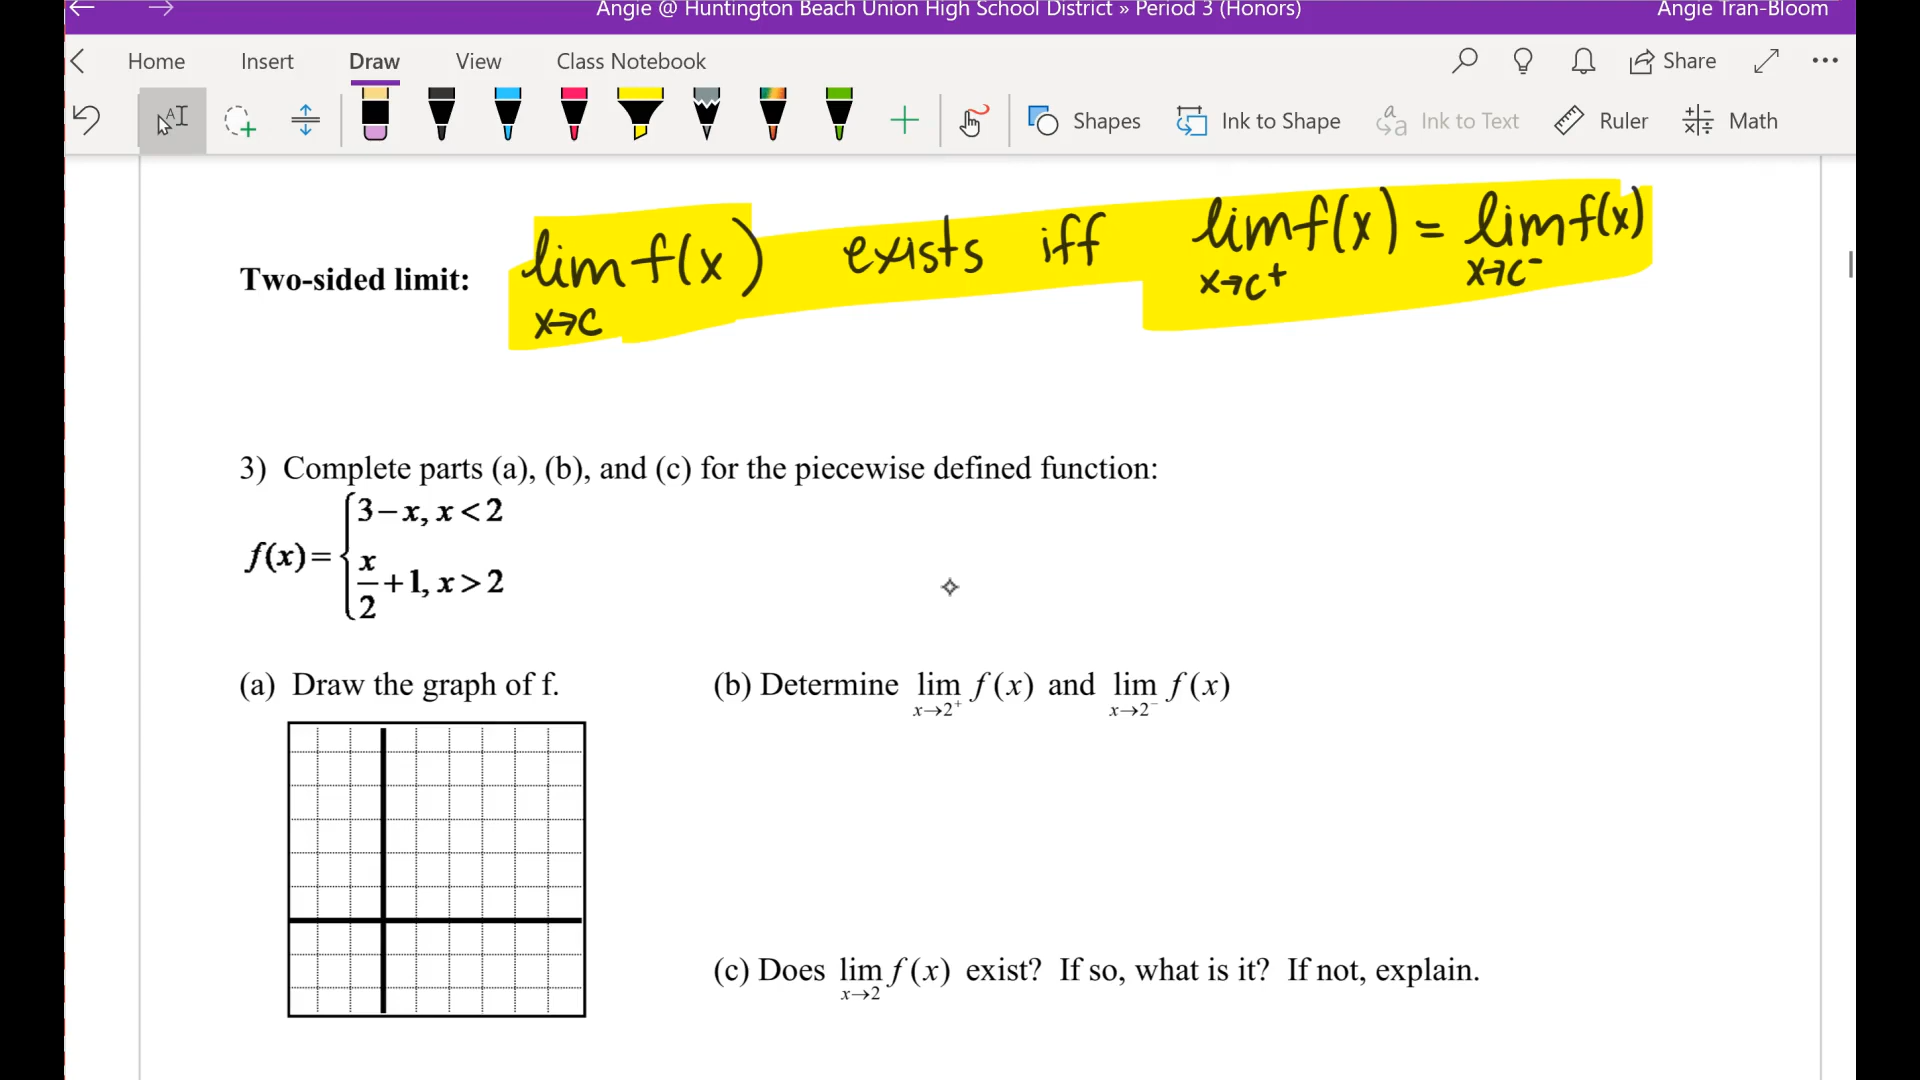 Angie @ Huntington Beach Union High School District » Period 3 (Honors) Angie Tran-Bloom
Home Insert Draw View Class Notebook Share
Shapes Ink to Shape Ink to Text Ruler Math
Two-sided limit: lim f(x) exists iff lim f(x) = lim f(x)
x→c x→c⁺ x→c⁻
3) Complete parts (a), (b), and (c) for the piecewise defined function:
f(x) = { 3−x, x<2
x/2 +1, x>2
(a) Draw the graph of f. (b) Determine lim f(x) and lim f(x)
x→2⁺ x→2⁻
(c) Does lim f(x) exist? If so, what is it? If not, explain.
x→2